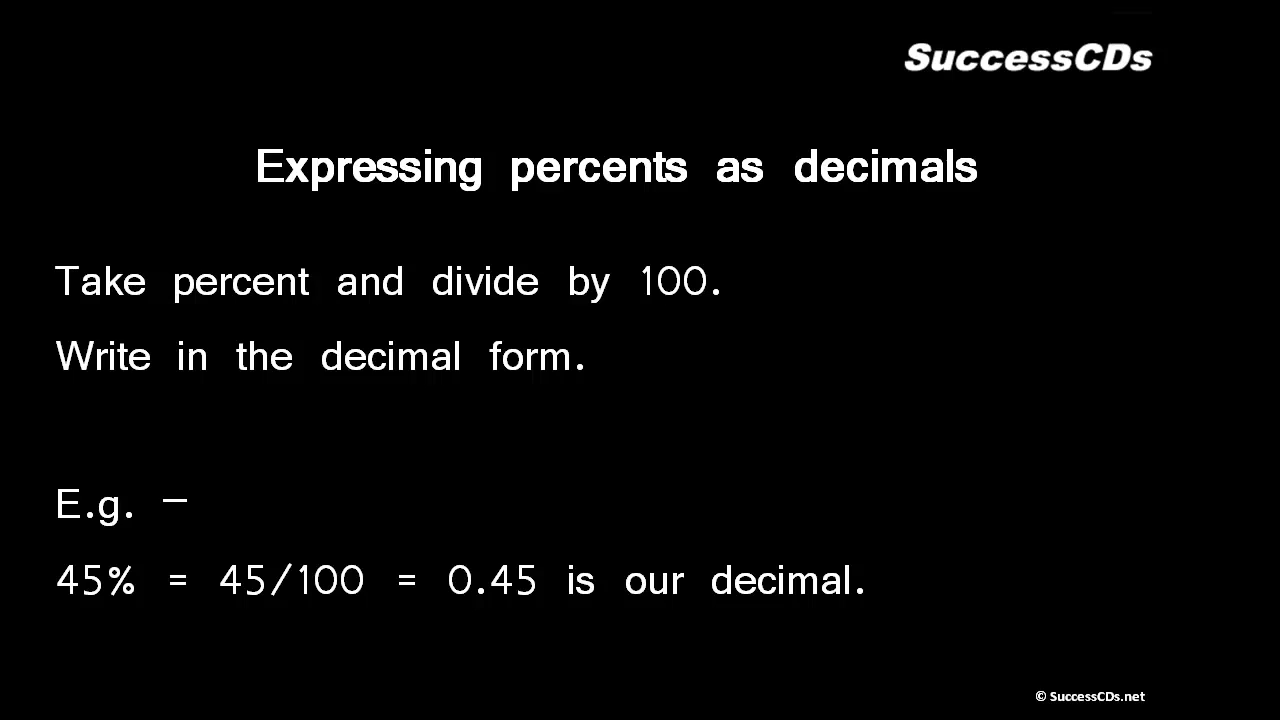 SuccessCDs
Expressing percents as decimals
Take percent and divide by 100.
Write in the decimal form.
E.g. –
45% = 45/100 = 0.45 is our decimal.
© SuccessCDs.net